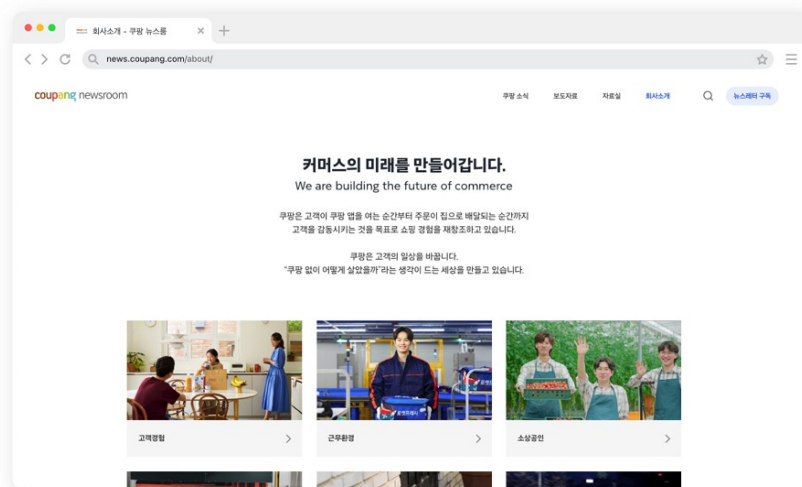 회사소개 - 쿠팡 뉴스룸
news.coupang.com/about/
coupang newsroom
쿠팡 소식 보도자료 자료실 회사소개 뉴스레터 구독
커머스의 미래를 만들어갑니다.
We are building the future of commerce
쿠팡은 고객이 쿠팡 앱을 여는 순간부터 주문이 집으로 배달되는 순간까지
고객을 감동시키는 것을 목표로 쇼핑 경험을 재창조하고 있습니다.
쿠팡은 고객의 일상을 바꿉니다.
“쿠팡 없이 어떻게 살았을까”라는 생각이 드는 세상을 만들고 있습니다.
고객경험 근무환경 소상공인